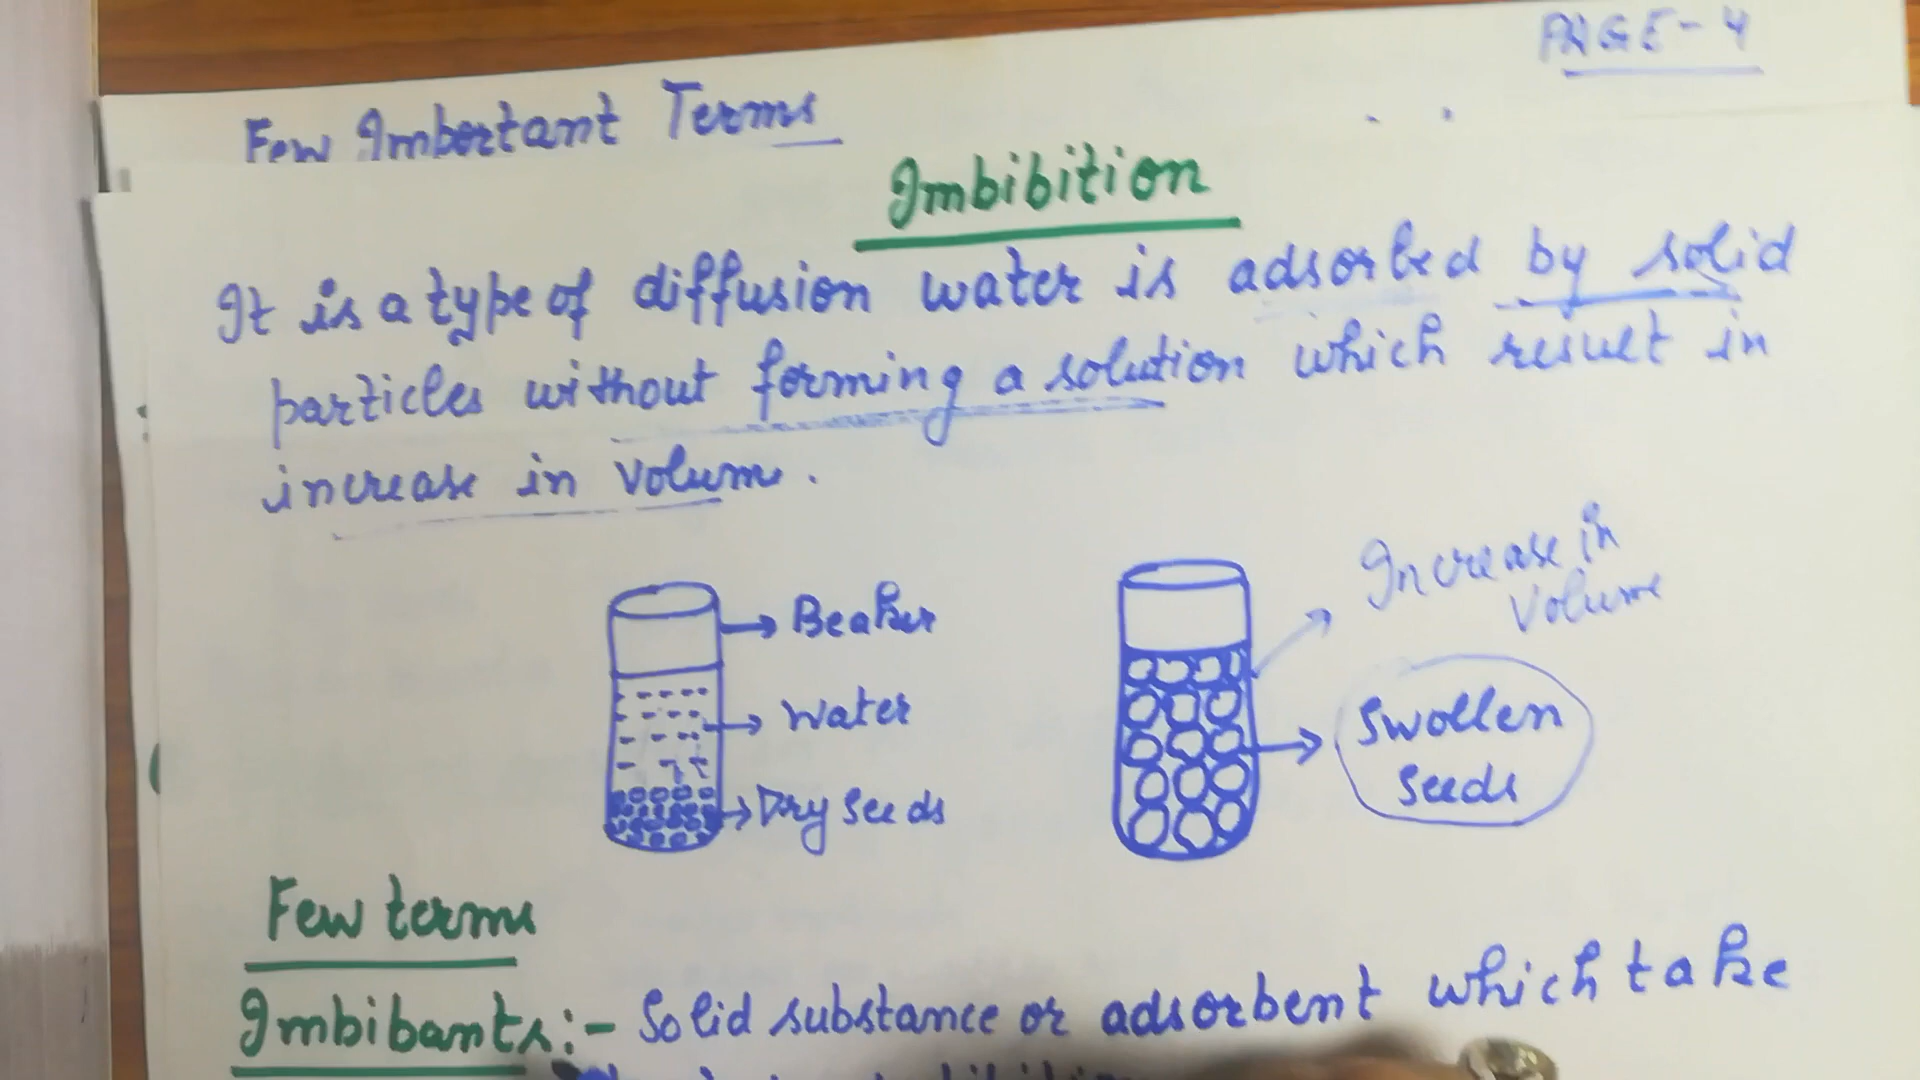 PAGE-4
Few Important Terms
Imbibition
It is a type of diffusion water is adsorbed by solid
particles without forming a solution which result in
increase in volume.
Increase in
volume
Beaker
Water
Dry seeds
Swollen
seeds
Few terms
Imbibants:- Solid substance or adsorbent which take